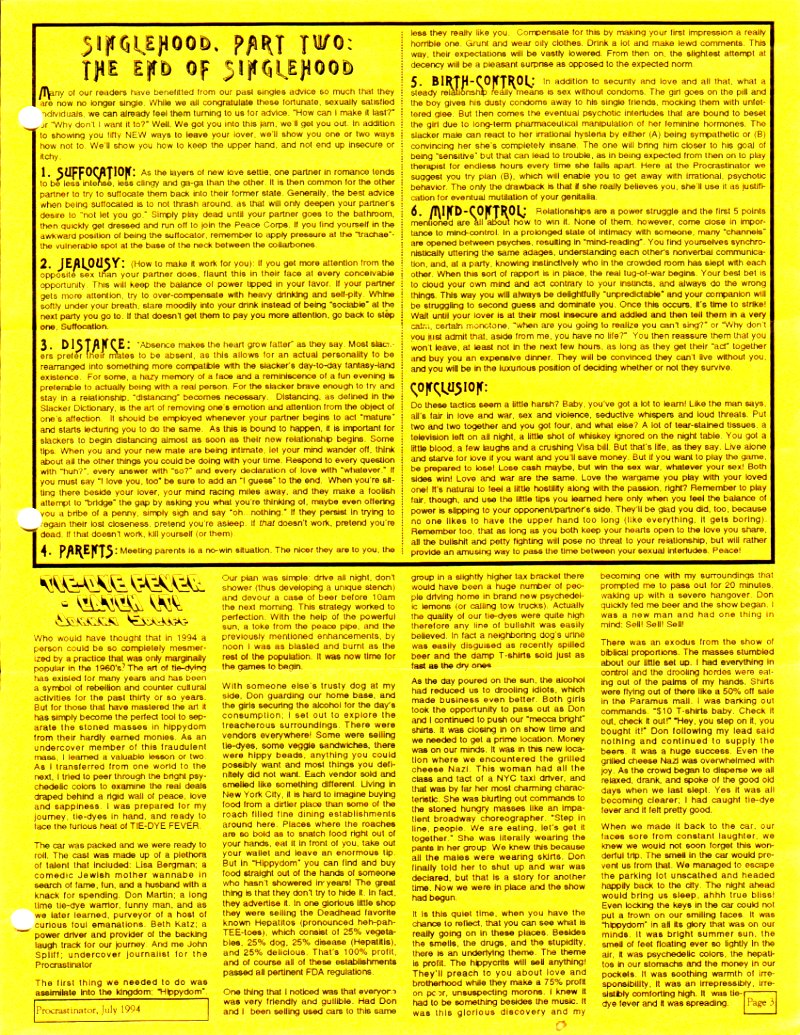 SINGLEHOOD, PART TWO:
THE END OF SINGLEHOOD
Many of our readers have benefitted from our past singles advice so much that they
are now no longer single. While we all congratulate these fortunate, sexually satisfied
individuals, we can already feel them turning to us for advice. "How can I make it last?"
or "Why don't I want it to?" Well. We got you into this jam, we'll get you out. In addition
to showing you fifty NEW ways to leave your lover, we'll show you one or two ways
how not to. We'll show you how to keep the upper hand, and not end up insecure or
itchy.
1. SUFFOCATION: As the layers of new love settle, one partner in romance tends
to be less intense, less clingy and ga-ga than the other. It is then common for the other
partner to try to suffocate them back into their former state. Generally, the best advice
when being suffocated is to not thrash around, as that will only deepen your partner's
desire to "not let you go." Simply play dead until your partner goes to the bathroom,
then quickly get dressed and run off to join the Peace Corps. If you find yourself in the
awkward position of being the suffocator, remember to apply pressure at the "trachae"-
the vulnerable spot at the base of the neck between the collarbones.
2. JEALOUSY: (How to make it work for you): If you get more attention from the
opposite sex than your partner does, flaunt this in their face at every conceivable
opportunity. This will keep the balance of power tipped in your favor. If your partner
gets more attention, try to over-compensate with heavy drinking and self-pity. Whine
softly under your breath, stare moodily into your drink instead of being "sociable" at the
next party you go to. If that doesn't get them to pay you more attention, go back to step
one, Suffocation.
3. DISTANCE: "Absence makes the heart grow fatter" as they say. Most slack-
ers prefer their mates to be absent, as this allows for an actual personality to be
rearranged into something more compatible with the slacker's day-to-day fantasy-land
existence. For some, a hazy memory of a face and a reminiscence of a fun evening is
preferable to actually being with a real person. For the slacker brave enough to try and
stay in a relationship, "distancing" becomes necessary. Distancing, as defined in the
Slacker Dictionary, is the art of removing one's emotion and attention from the object of
one's affection. It should be employed whenever your partner begins to act "mature"
and starts lecturing you to do the same. As this is bound to happen, it is important for
slackers to begin distancing almost as soon as their new relationship begins. Some
tips. When you and your new mate are being intimate, let your mind wander off, think
about all the other things you could be doing with your time. Respond to every question
with "huh?", every answer with "so?" and every declaration of love with "whatever." If
you must say "I love you, too" be sure to add an "I guess" to the end. When you're sit-
ting there beside your lover, your mind racing miles away, and they make a foolish
attempt to "bridge" the gap by asking you what you're thinking of, maybe even offering
you a bribe of a penny, simply sigh and say "oh...nothing." If they persist in trying to
regain their lost closeness, pretend you're asleep. If that doesn't work, pretend you're
dead. If that doesn't work, kill yourself (or them)
4. PARENTS: Meeting parents is a no-win situation. The nicer they are to you, the
less they really like you. Compensate for this by making your first impression a really
horrible one. Grunt and wear oily clothes. Drink a lot and make lewd comments. This
way, their expectations will be vastly lowered. From then on, the slightest attempt at
decency will be a pleasant surprise as opposed to the expected norm.
5. BIRTH-CONTROL: In addition to security and love and all that, what a
steady relationship really means is sex without condoms. The girl goes on the pill and
the boy gives his dusty condoms away to his single friends, mocking them with unfet-
tered glee. But then comes the eventual psychotic interludes that are bound to beset
the girl due to long-term pharmaceutical manipulation of her feminine hormones. The
slacker male can react to her irrational hysteria by either (A) being sympathetic or (B)
convincing her she's completely insane. The one will bring him closer to his goal of
being "sensitive" but that can lead to trouble, as in being expected from then on to play
therapist for endless hours every time she falls apart. Here at the Procrastinator we
suggest you try plan (B), which will enable you to get away with irrational, psychotic
behavior. The only the drawback is that if she really believes you, she'll use it as justifi-
cation for eventual mutilation of your genitalia.
6. MIND-CONTROL: Relationships are a power struggle and the first 5 points
mentioned are all about how to win it. None of them, however, come close in impor-
tance to mind-control. In a prolonged state of intimacy with someone, many "channels"
are opened between psyches, resulting in "mind-reading". You find yourselves synchro-
nistically uttering the same adages, understanding each other's nonverbal communica-
tion, and, at a party, knowing instinctively who in the crowded room has slept with each
other. When this sort of rapport is in place, the real tug-of-war begins. Your best bet is
to cloud your own mind and act contrary to your instincts, and always do the wrong
things. This way you will always be delightfully "unpredictable" and your companion will
be struggling to second guess and dominate you. Once this occurs, it's time to strike!
Wait until your lover is at their most insecure and addled and then tell them in a very
calm, certain monotone, "when are you going to realize you can't sing?" or "Why don't
you just admit that, aside from me, you have no life?" You then reassure them that you
won't leave, at least not in the next few hours, as long as they get their "act" together
and buy you an expensive dinner. They will be convinced they can't live without you,
and you will be in the luxurious position of deciding whether or not they survive.
CONCLUSION:
Do these tactics seem a little harsh? Baby, you've got a lot to learn! Like the man says,
all's fair in love and war, sex and violence, seductive whispers and loud threats. Put
two and two together and you got four, and what else? A lot of tear-stained tissues, a
television left on all night, a little shot of whiskey ignored on the night table. You got a
little blood, a few laughs and a crushing Visa bill. But that's life, as they say. Live alone
and starve for love if you want and you'll save money. But if you want to play the game,
be prepared to lose! Lose cash maybe, but win the sex war, whatever your sex! Both
sides win! Love and war are the same. Love the wargame you play with your loved
one! It's natural to feel a little hostility along with the passion, right? Remember to play
fair, though, and use the little tips you learned here only when you feel the balance of
power is slipping to your opponent/partner's side. They'll be glad you did, too, because
no one likes to have the upper hand too long (like everything, it gets boring).
Remember too, that as long as you both keep your hearts open to the love you share,
all the bullshit and petty fighting will pose no threat to your relationship, but will rather
provide an amusing way to pass the time between your sexual interludes. Peace!
TIE-DYE FEVER
- CATCH IT!
Johnny Spliff
Who would have thought that in 1994 a
person could be so completely mesmer-
ized by a practice that was only marginally
popular in the 1960's? The art of tie-dying
has existed for many years and has been
a symbol of rebellion and counter cultural
activities for the past thirty or so years.
But for those that have mastered the art it
has simply become the perfect tool to sep-
arate the stoned masses in hippydom
from their hardly earned monies. As an
undercover member of this fraudulent
mass, I learned a valuable lesson or two.
As I transferred from one world to the
next, I tried to peer through the bright psy-
chedelic colors to examine the real deals
draped behind a rigid wall of peace, love
and sappiness. I was prepared for my
journey, tie-dyes in hand, and ready to
face the furious heat of TIE-DYE FEVER.
The car was packed and we were ready to
roll. The cast was made up of a plethora
of talent that included: Lisa Bergman; a
comedic Jewish mother wannabe in
search of fame, fun, and a husband with a
knack for spending. Don Martin; a long
time tie-dye warrior, funny man, and as
we later learned, purveyor of a host of
curious foul emanations. Beth Katz; a
power driver and provider of the backing
laugh track for our journey. And me John
Spliff; undercover journalist for the
Procrastinator
The first thing we needed to do was
assimilate into the kingdom: "Hippydom".
Our plan was simple: drive all night, don't
shower (thus developing a unique stench)
and devour a case of beer before 10am
the next morning. This strategy worked to
perfection. With the help of the powerful
sun, a toke from the peace pipe, and the
previously mentioned enhancements, by
noon I was as blasted and burnt as the
rest of the population. It was now time for
the games to begin.
With someone else's trusty dog at my
side, Don guarding our home base, and
the girls securing the alcohol for the day's
consumption; I set out to explore the
treacherous surroundings. There were
vendors everywhere! Some were selling
tie-dyes, some veggie sandwiches, there
were hippy beads, anything you could
possibly want and most things you defi-
nitely did not want. Each vendor sold and
smelled like something different. Living in
New York City, it is hard to imagine buying
food from a dirtier place than some of the
roach filled fine dining establishments
around here. Places where the roaches
are so bold as to snatch food right out of
your hands, eat it in front of you, take out
your wallet and leave an enormous tip.
But in "Hippydom" you can find and buy
food straight out of the hands of someone
who hasn't showered in years! The great
thing is that they don't try to hide it. In fact,
they advertise it. In one glorious little shop
they were selling the Deadhead favorite
known Hepatitos (pronounced heh-pah-
TEE-toes), which consist of 25% vegeta-
bles, 25% dog, 25% disease (Hepatitis),
and 25% delicious. That's 100% profit,
and of course all of these establishments
passed all pertinent FDA regulations.
One thing that I noticed was that everyone
was very friendly and gullible. Had Don
and I been selling used cars to this same
group in a slightly higher tax bracket there
would have been a huge number of peo-
ple driving home in brand new psychedel-
ic lemons (or calling tow trucks). Actually
the quality of our tie-dyes were quite high
therefore any line of bullshit was easily
believed. In fact a neighboring dog's urine
was easily disguised as recently spilled
beer and the damp T-shirts sold just as
fast as the dry ones
As the day poured on the sun, the alcohol
had reduced us to drooling idiots, which
made business even better. Both girls
took the opportunity to pass out as Don
and I continued to push our "mecca bright"
shirts. It was closing in on show time and
we needed to get a prime location. Money
was on our minds. It was in this new loca-
tion where we encountered the grilled
cheese Nazi. This woman had all the
class and tact of a NYC taxi driver, and
that was by far her most charming charac-
teristic. She was blurting out commands to
the stoned hungry masses like an impa-
tient broadway choreographer. "Step in
line, people. We are eating, let's get it
together." She was literally wearing the
pants in her group. We knew this because
all the males were wearing skirts. Don
finally told her to shut up and war was
declared, but that is a story for another
time. Now we were in place and the show
had begun.
It is this quiet time, when you have the
chance to reflect, that you can see what is
really going on in these places. Besides
the smells, the drugs, and the stupidity,
there is an underlying theme. The theme
is profit. The hippycrits will sell anything!
They'll preach to you about love and
brotherhood while they make a 75% profit
on poor, unsuspecting morons. I knew it
had to be something besides the music. It
was this glorious discovery and my
becoming one with my surroundings that
prompted me to pass out for 20 minutes,
waking up with a severe hangover. Don
quickly fed me beer and the show began. I
was a new man and had one thing in
mind: Sell! Sell! Sell!
There was an exodus from the show of
biblical proportions. The masses stumbled
about our little set up. I had everything in
control and the drooling hordes were eat-
ing out of the palms of my hands. Shirts
were flying out of there like a 50% off sale
in the Paramus mall. I was barking out
commands. "$10 T-shirts baby. Check it
out, check it out!" "Hey, you step on it, you
bought it!" Don following my lead said
nothing and continued to supply the
beers. It was a huge success. Even the
grilled cheese Nazi was overwhelmed with
joy. As the crowd began to disperse we all
relaxed, drank, and spoke of the good old
days when we last slept. Yes it was all
becoming clearer; I had caught tie-dye
fever and it felt pretty good.
When we made it back to the car, our
faces sore from constant laughter, we
knew we would not soon forget this won-
derful trip. The smell in the car would pre-
vent us from that. We managed to escape
the parking lot unscathed and headed
happily back to the city. The night ahead
would bring us sleep, ahhh true bliss!
Even locking the keys in the car could not
put a frown on our smiling faces. It was
"hippydom" in all its glory that was on our
minds. It was bright summer sun, the
smell of feet floating ever so lightly in the
air, it was psychedelic colors, the hepati-
tos in our stomachs and the money in our
pockets. It was soothing warmth of irre-
sponsibility, it was an irrepressibly, irre-
sistibly comforting high. It was tie-
dye fever and it was spreading.
Procrastinator, July 1994
Page 3